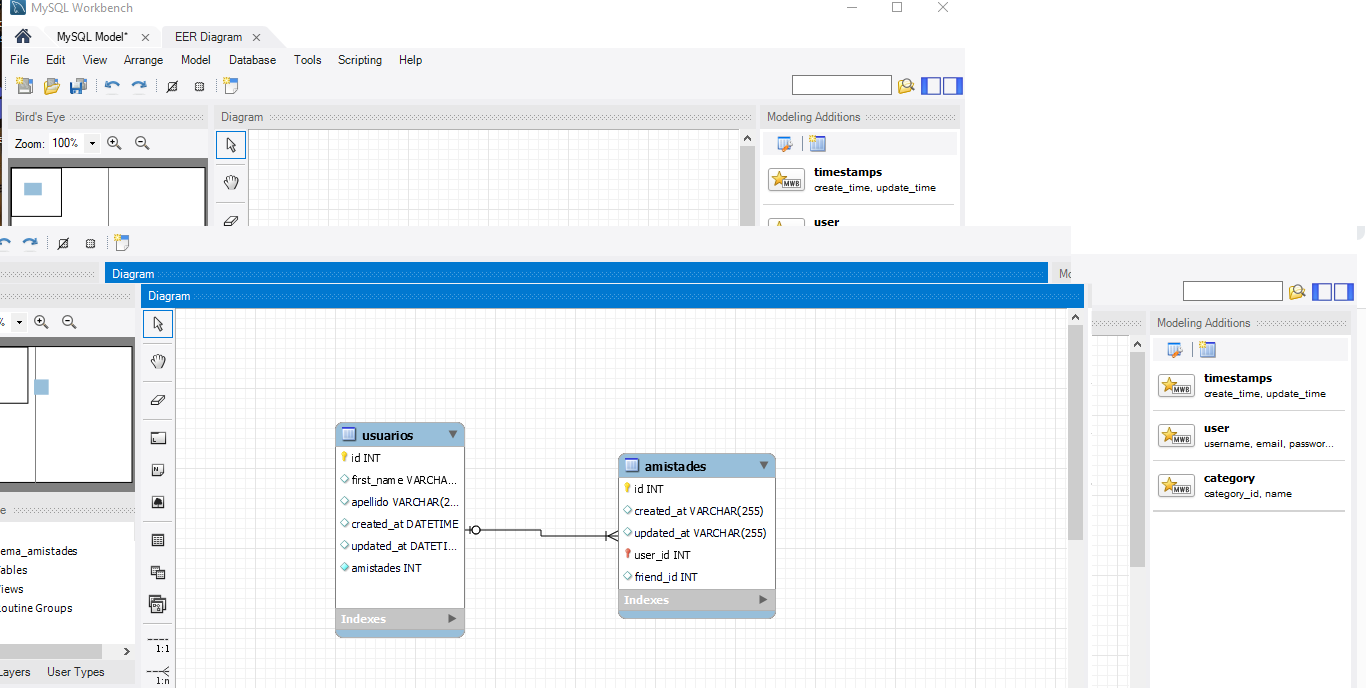 MySQL Workbench
MySQL Model*
EER Diagram
File Edit View Arrange Model Database Tools Scripting Help
Bird's Eye
Diagram
Modeling Additions
Zoom: 100%
timestamps
create_time, update_time
user
Diagram
Mo
Diagram
%
Modeling Additions
timestamps
create_time, update_time
user
username, email, passwor...
category
category_id, name
usuarios
id INT
first_name VARCHA...
apellido VARCHAR(2...
created_at DATETIME
updated_at DATETI...
amistades INT
Indexes
amistades
id INT
created_at VARCHAR(255)
updated_at VARCHAR(255)
user_id INT
friend_id INT
Indexes
e
ema_amistades
ables
iews
outine Groups
ayers User Types
1:1
1:n